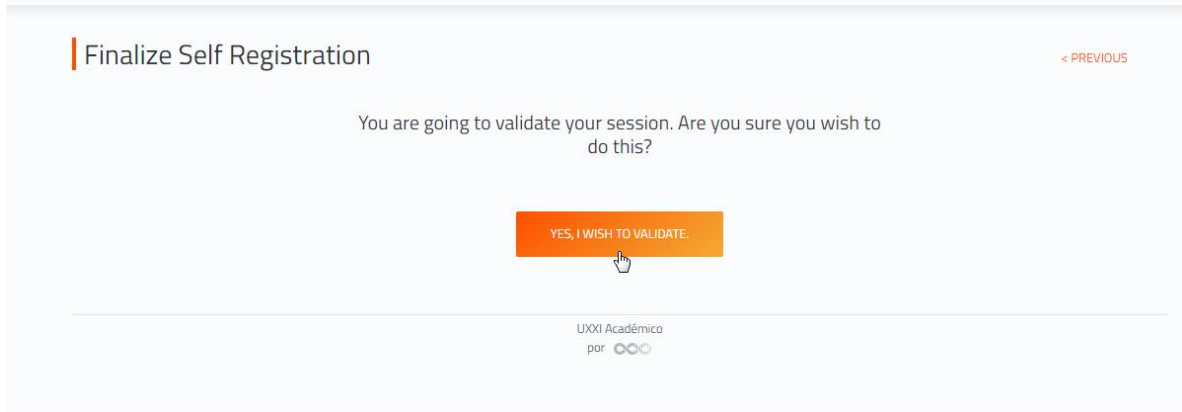 Finalize Self Registration
< PREVIOUS
You are going to validate your session. Are you sure you wish to
do this?
YES, I WISH TO VALIDATE.
UXXI Académico
por